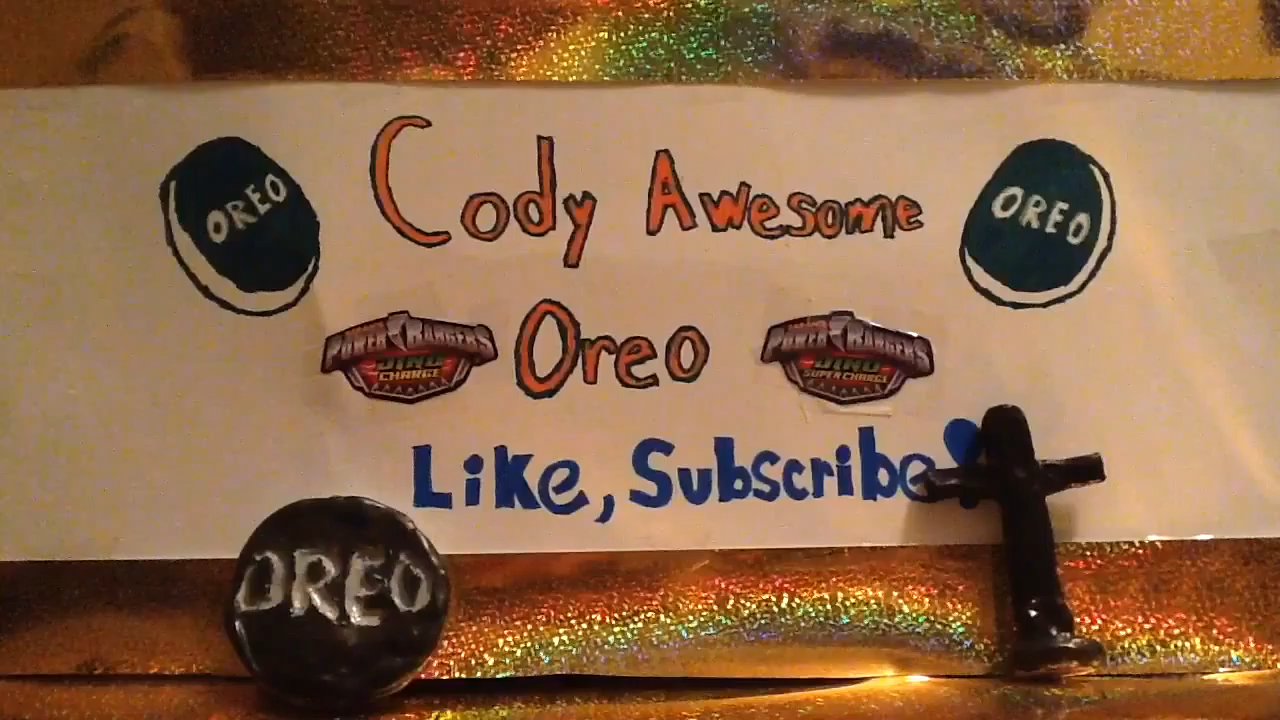 Cody Awesome
OREO
OREO
Oreo
POWER RANGERS
DINO
CHARGE
POWER RANGERS
DINO
SUPER CHARGE
Like, Subscribe!
OREO